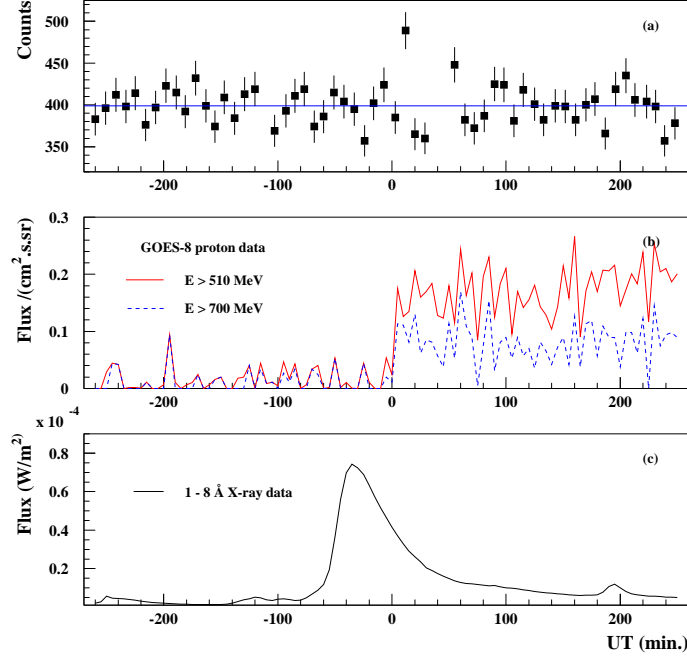 Counts
500
450
400
350
(a)
-200
-100
0
100
200
Flux /(cm².s.sr)
0.3
0.2
0.1
0
GOES-8 proton data
E > 510 MeV
E > 700 MeV
(b)
-200
-100
0
100
200
x 10⁻⁴
Flux (W/m²)
0.8
0.6
0.4
0.2
1 - 8 Å X-ray data
(c)
-200
-100
0
100
200
UT (min.)